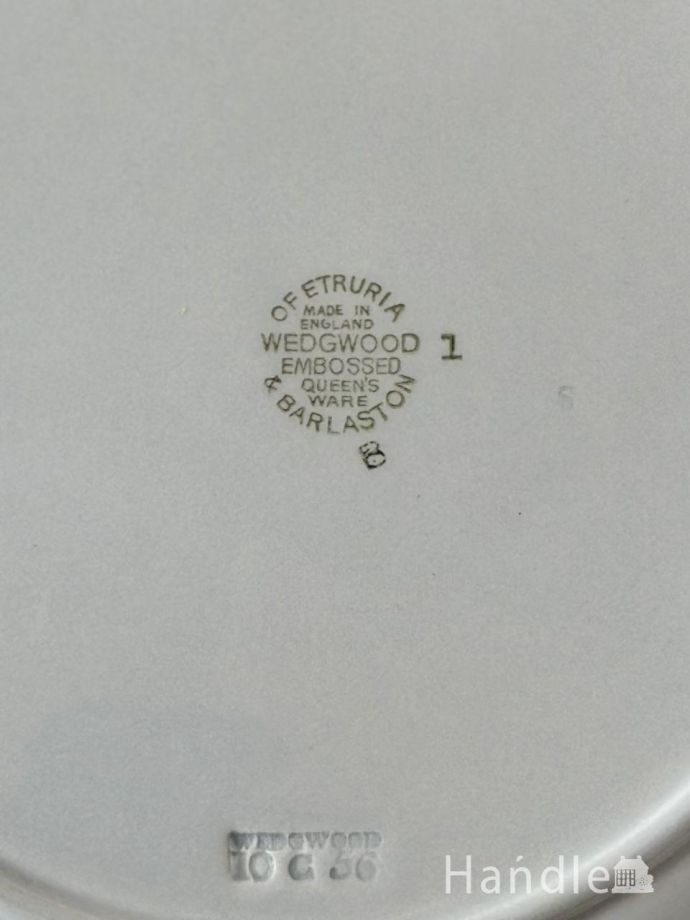 OF ETRURIA
MADE IN
ENGLAND
WEDGWOOD 1
EMBOSSED
QUEEN'S
WARE
& BARLASTON
WEDGWOOD
10 G 56
Handle